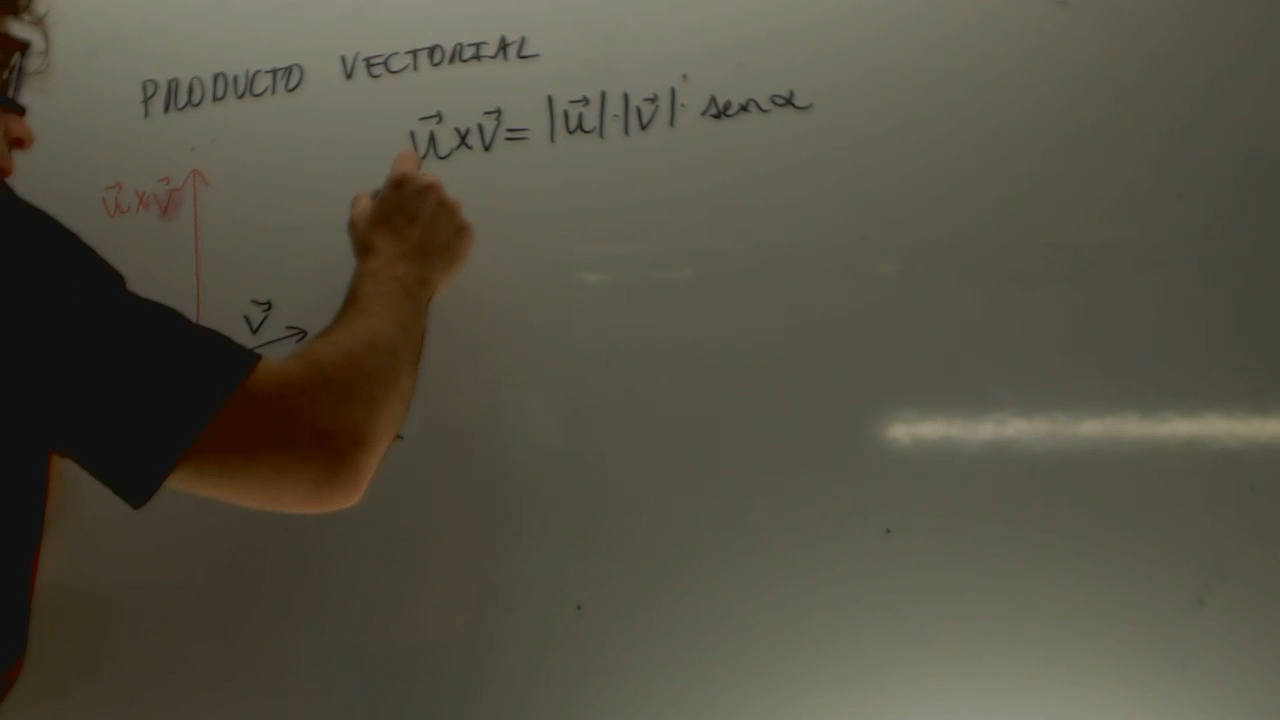 PRODUCTO VECTORIAL
u⃗ x v⃗ = |u⃗| · |v⃗| · sen α
u⃗ x v⃗
v⃗